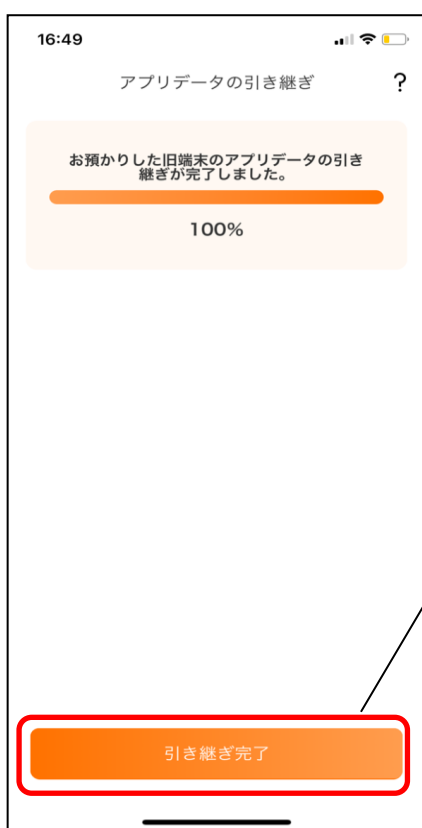 16:49
アプリデータの引き継ぎ ?
お預かりした旧端末のアプリデータの引き
継ぎが完了しました。
100%
引き継ぎ完了